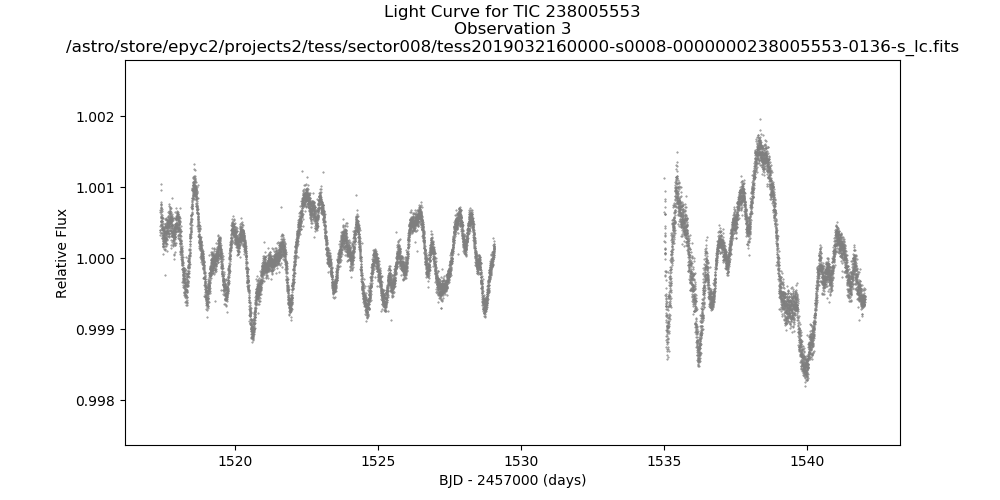 Light Curve for TIC 238005553
Observation 3
/astro/store/epyc2/projects2/tess/sector008/tess2019032160000-s0008-0000000238005553-0136-s_lc.fits
1.002
1.001
1.000
0.999
0.998
Relative Flux
1520
1525
1530
1535
1540
BJD - 2457000 (days)